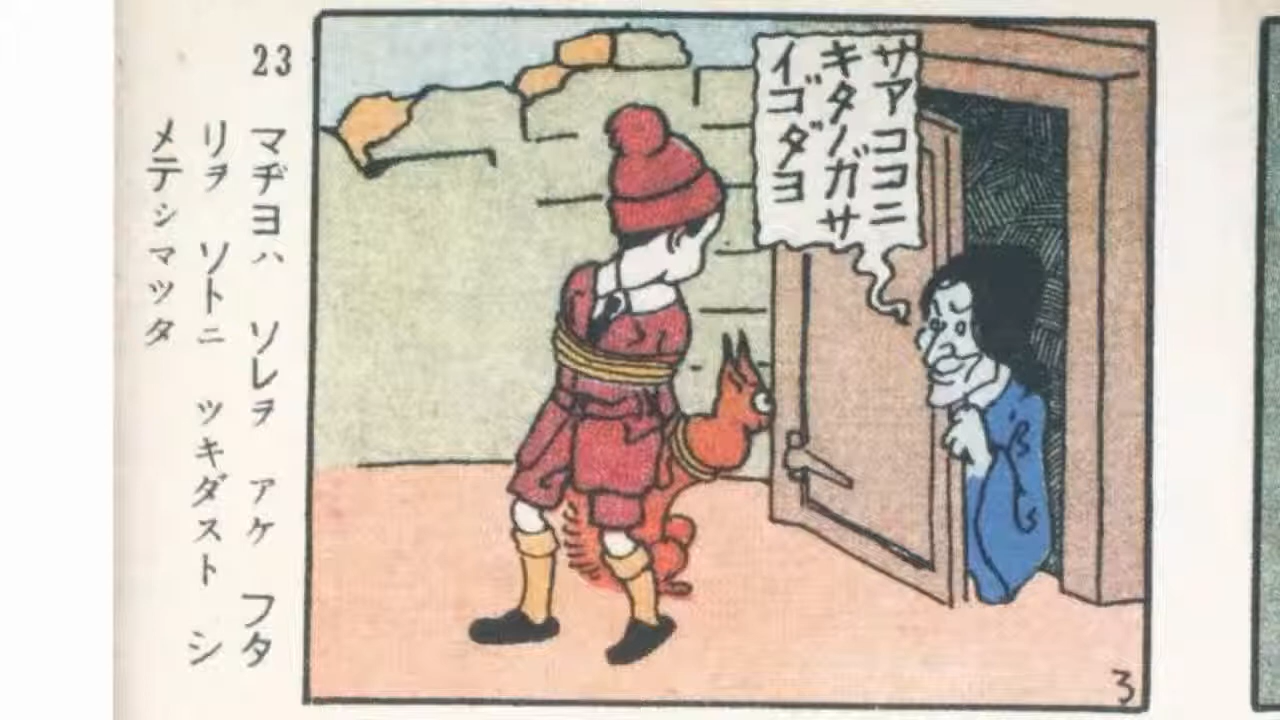 23
マヂヨハ ソレヲ アケ フタ
リヲ ソトニ ツキダスト シ
メテシマツタ
サアココニ
キタノガサ
イゴダヨ
3